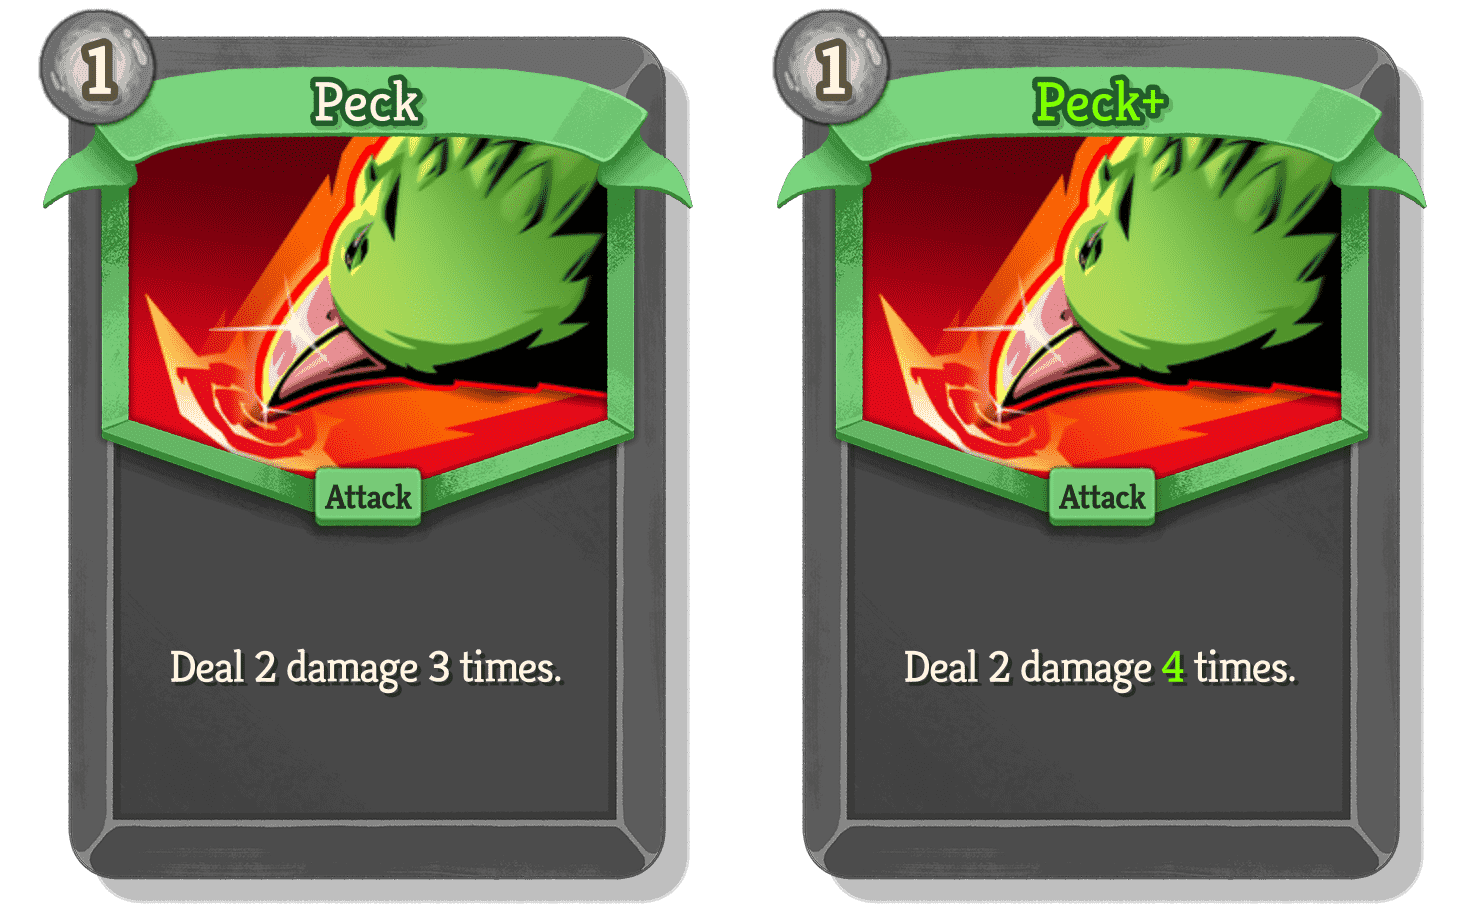 1
Peck
Attack
Deal 2 damage 3 times.
1
Peck+
Attack
Deal 2 damage 4 times.